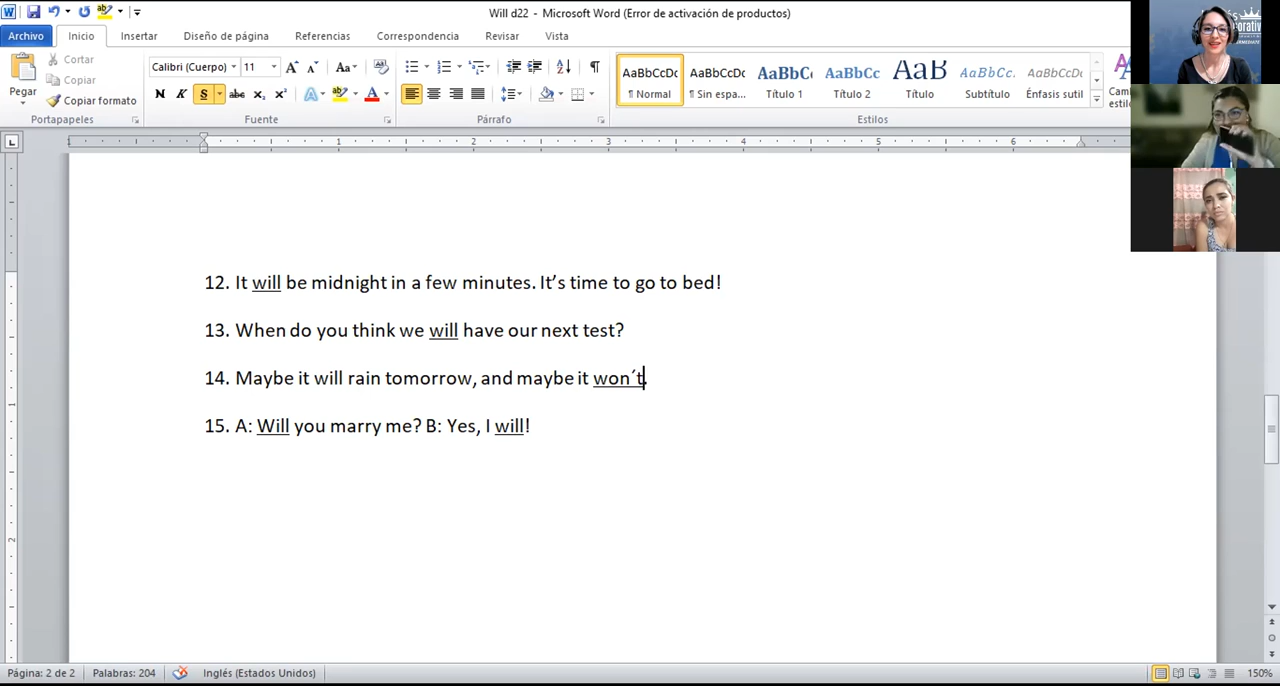 Will d22 - Microsoft Word (Error de activación de productos)
Archivo Inicio Insertar Diseño de página Referencias Correspondencia Revisar Vista
Pegar
Cortar
Copiar
Copiar formato
Portapapeles
Calibri (Cuerpo) 11
N K S abc x₂ x²
Fuente
Párrafo
AaBbCcDc AaBbCcDc AaBbC AaBbCc AaB AaBbCc. AaBbCcDc
¶ Normal ¶ Sin espa... Título 1 Título 2 Título Subtítulo Énfasis sutil
Estilos
12. It will be midnight in a few minutes. It’s time to go to bed!
13. When do you think we will have our next test?
14. Maybe it will rain tomorrow, and maybe it won´t.
15. A: Will you marry me? B: Yes, I will!
Página: 2 de 2 Palabras: 204 Inglés (Estados Unidos) 150%